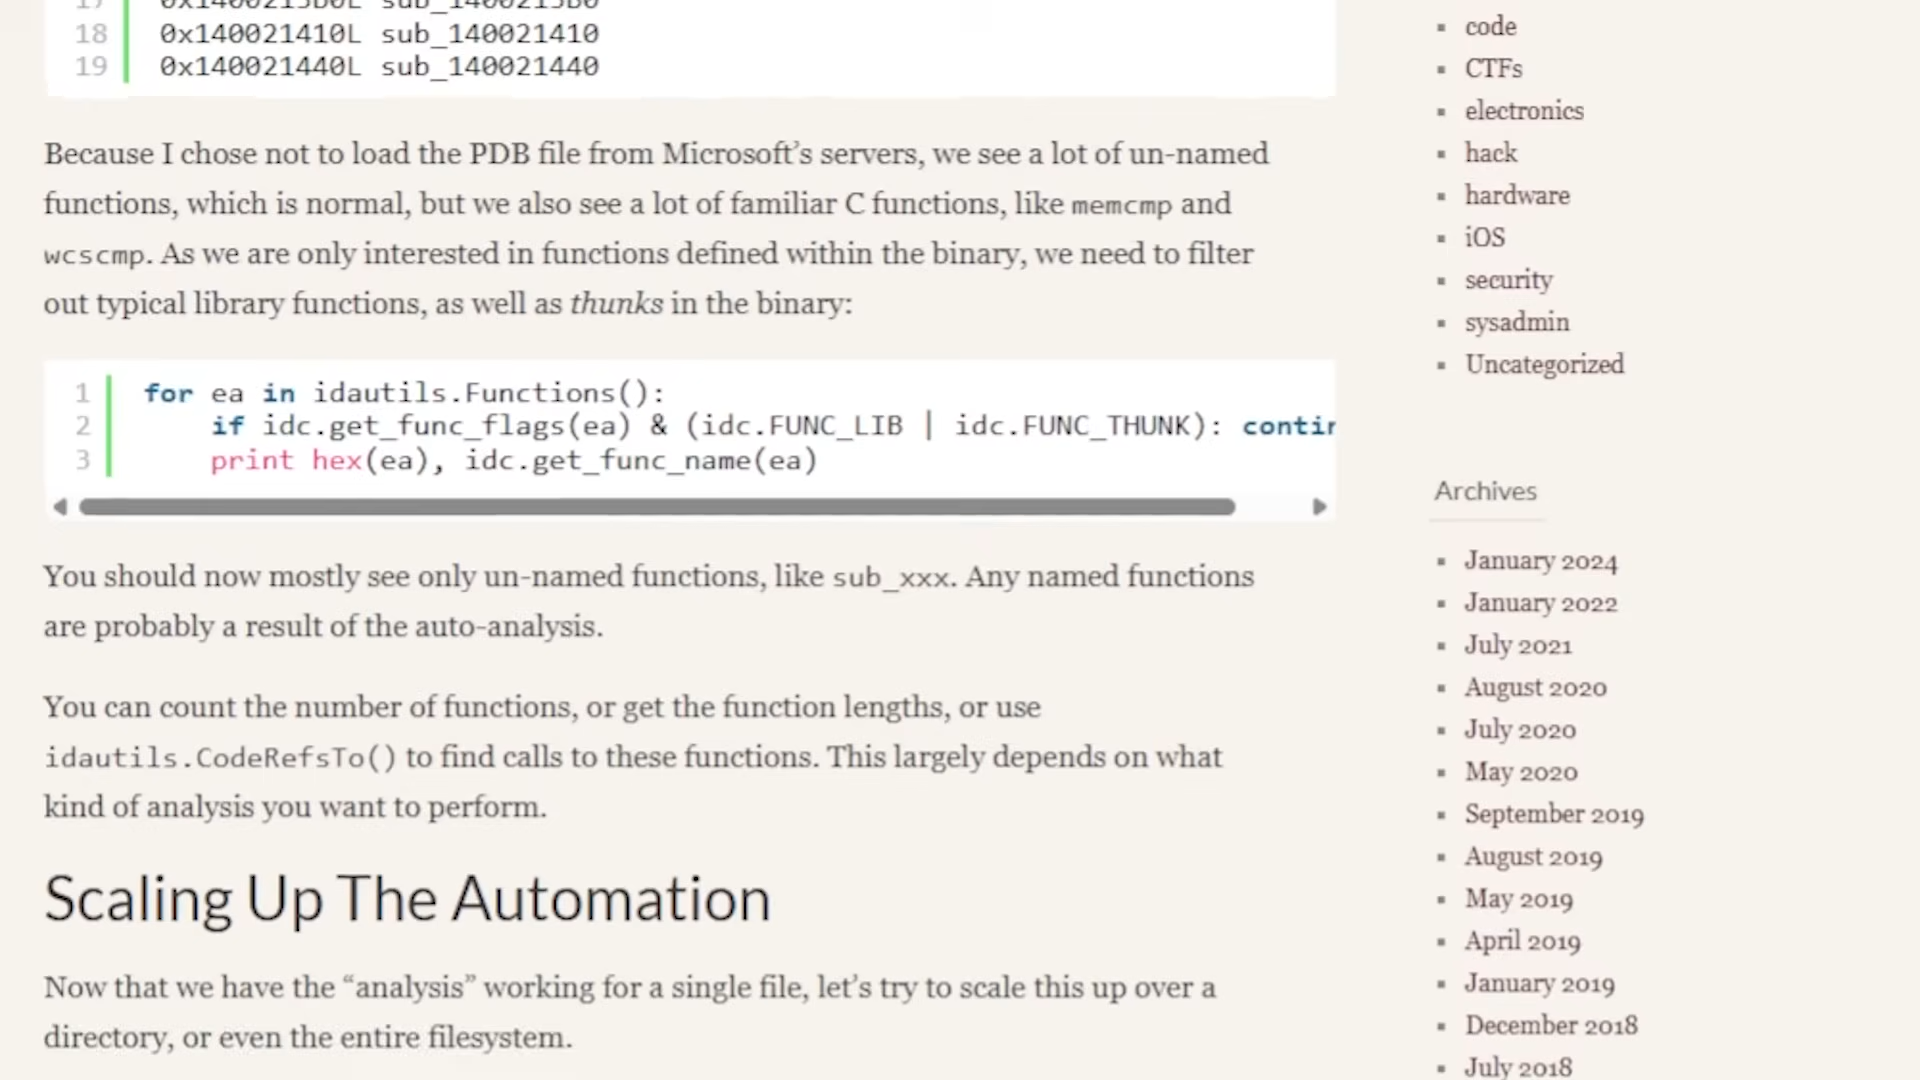 17 0x1400213B0L sub_1400213B0
18 0x140021410L sub_140021410
19 0x140021440L sub_140021440
Because I chose not to load the PDB file from Microsoft’s servers, we see a lot of un-named
functions, which is normal, but we also see a lot of familiar C functions, like memcmp and
wcscmp. As we are only interested in functions defined within the binary, we need to filter
out typical library functions, as well as thunks in the binary:
1 for ea in idautils.Functions():
2 if idc.get_func_flags(ea) & (idc.FUNC_LIB | idc.FUNC_THUNK): contin
3 print hex(ea), idc.get_func_name(ea)
You should now mostly see only un-named functions, like sub_xxx. Any named functions
are probably a result of the auto-analysis.
You can count the number of functions, or get the function lengths, or use
idautils.CodeRefsTo() to find calls to these functions. This largely depends on what
kind of analysis you want to perform.
Scaling Up The Automation
Now that we have the “analysis” working for a single file, let’s try to scale this up over a
directory, or even the entire filesystem.
code
CTFs
electronics
hack
hardware
iOS
security
sysadmin
Uncategorized
Archives
January 2024
January 2022
July 2021
August 2020
July 2020
May 2020
September 2019
August 2019
May 2019
April 2019
January 2019
December 2018
July 2018